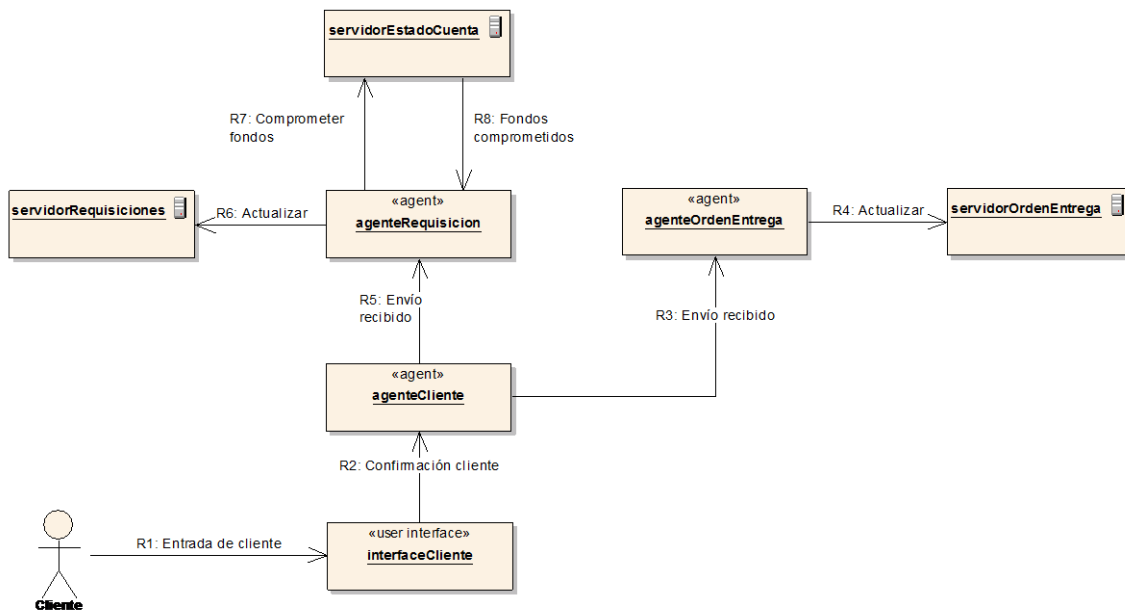 servidorEstadoCuenta
R7: Comprometer
fondos
R8: Fondos
comprometidos
servidorRequisiciones
R6: Actualizar
«agent»
agenteRequisicion
«agent»
agenteOrdenEntrega
R4: Actualizar
servidorOrdenEntrega
R5: Envío
recibido
R3: Envío recibido
«agent»
agenteCliente
R2: Confirmación cliente
R1: Entrada de cliente
«user interface»
interfaceCliente
Cliente